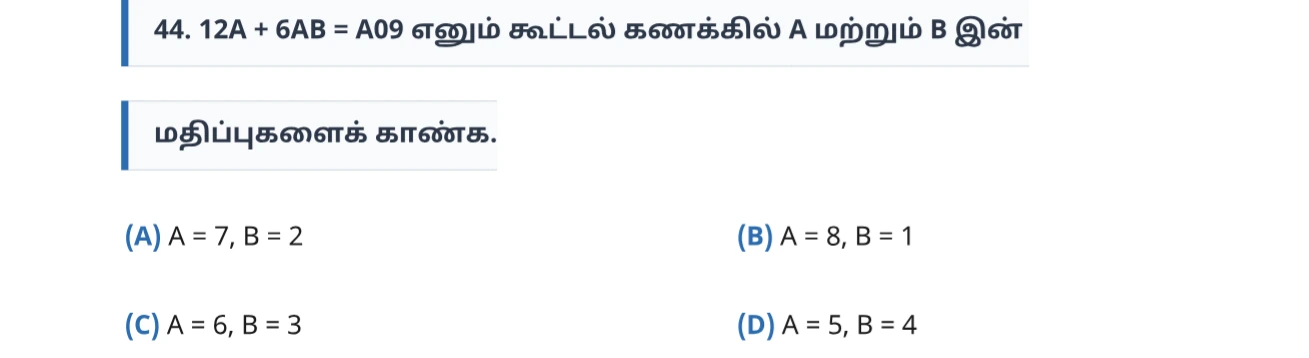 44. 12A + 6AB = A09 எனும் கூட்டல் கணக்கில் A மற்றும் B இன்
மதிப்புகளைக் காண்க.
(A) A = 7, B = 2
(B) A = 8, B = 1
(C) A = 6, B = 3
(D) A = 5, B = 4